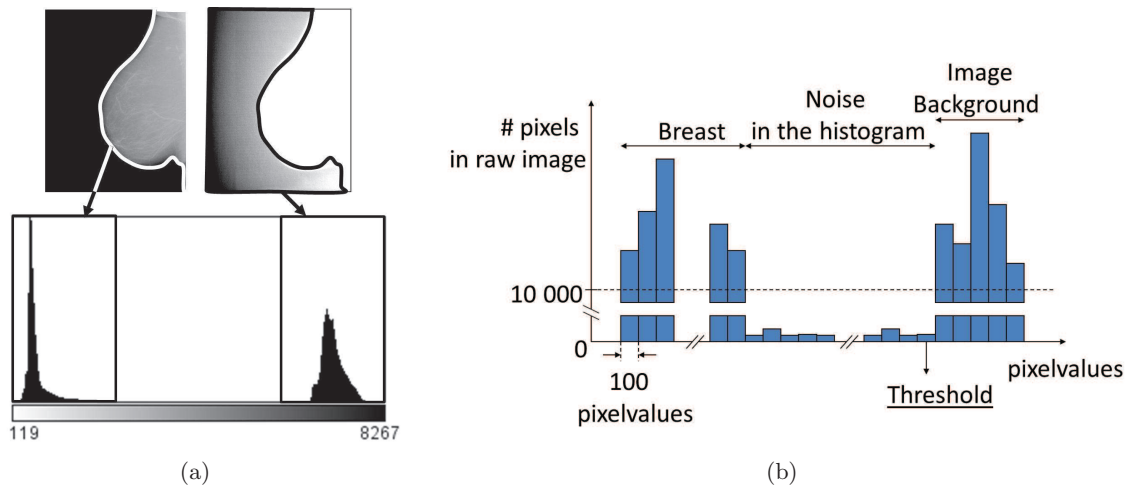 119
8267
(a)
# pixels
in raw image
Breast
Noise
in the histogram
Image
Background
10 000
0
100
pixelvalues
Threshold
pixelvalues
(b)